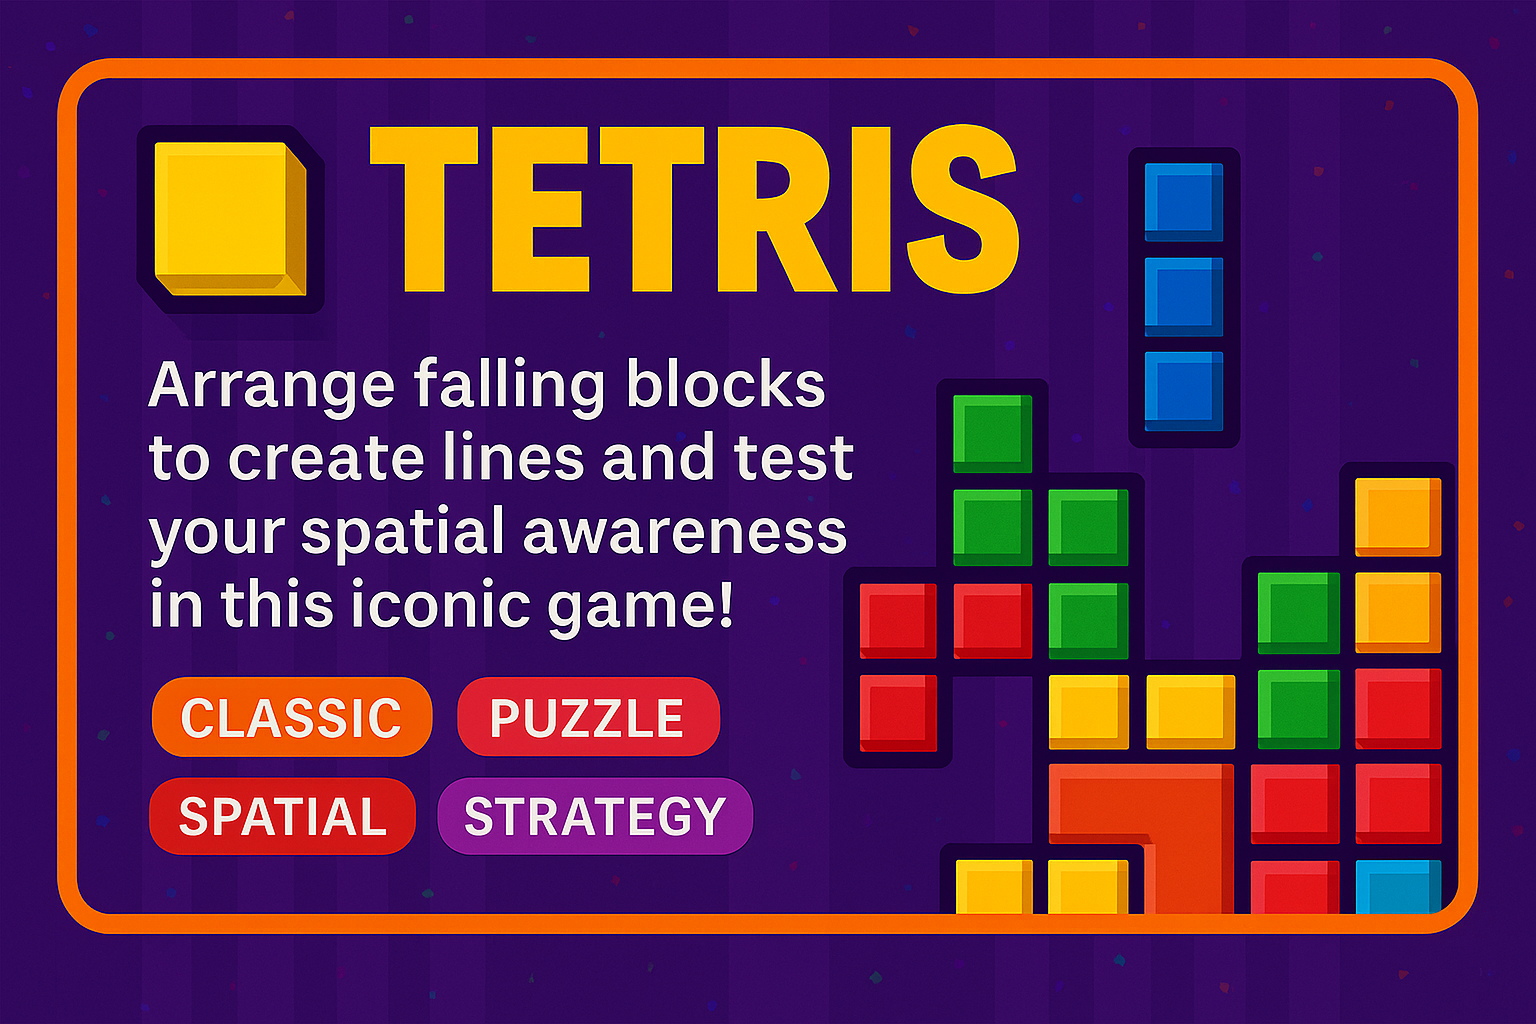 TETRIS
Arrange falling blocks
to create lines and test
your spatial awareness
in this iconic game!
CLASSIC PUZZLE
SPATIAL STRATEGY